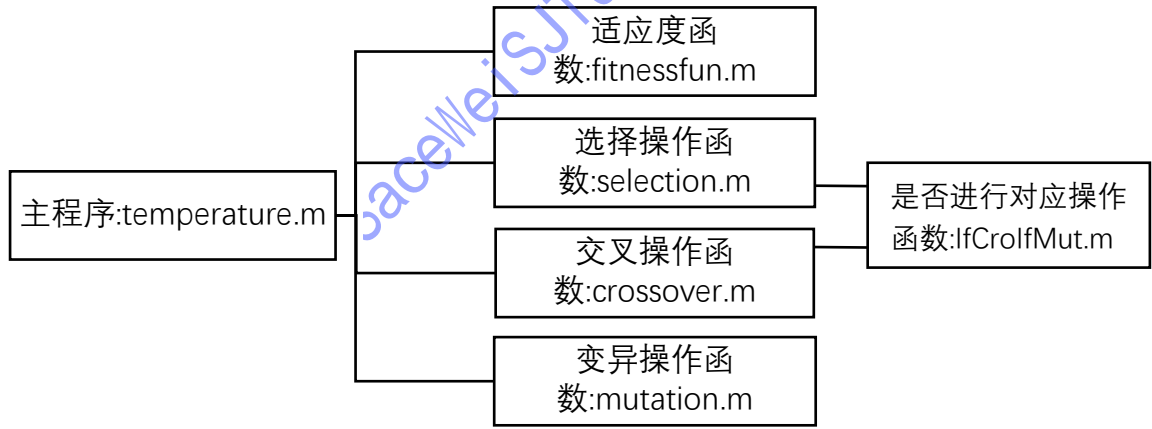 适应度函
数:fitnessfun.m
选择操作函
数:selection.m
主程序:temperature.m
是否进行对应操作
函数:IfCroIfMut.m
交叉操作函
数:crossover.m
变异操作函
数:mutation.m